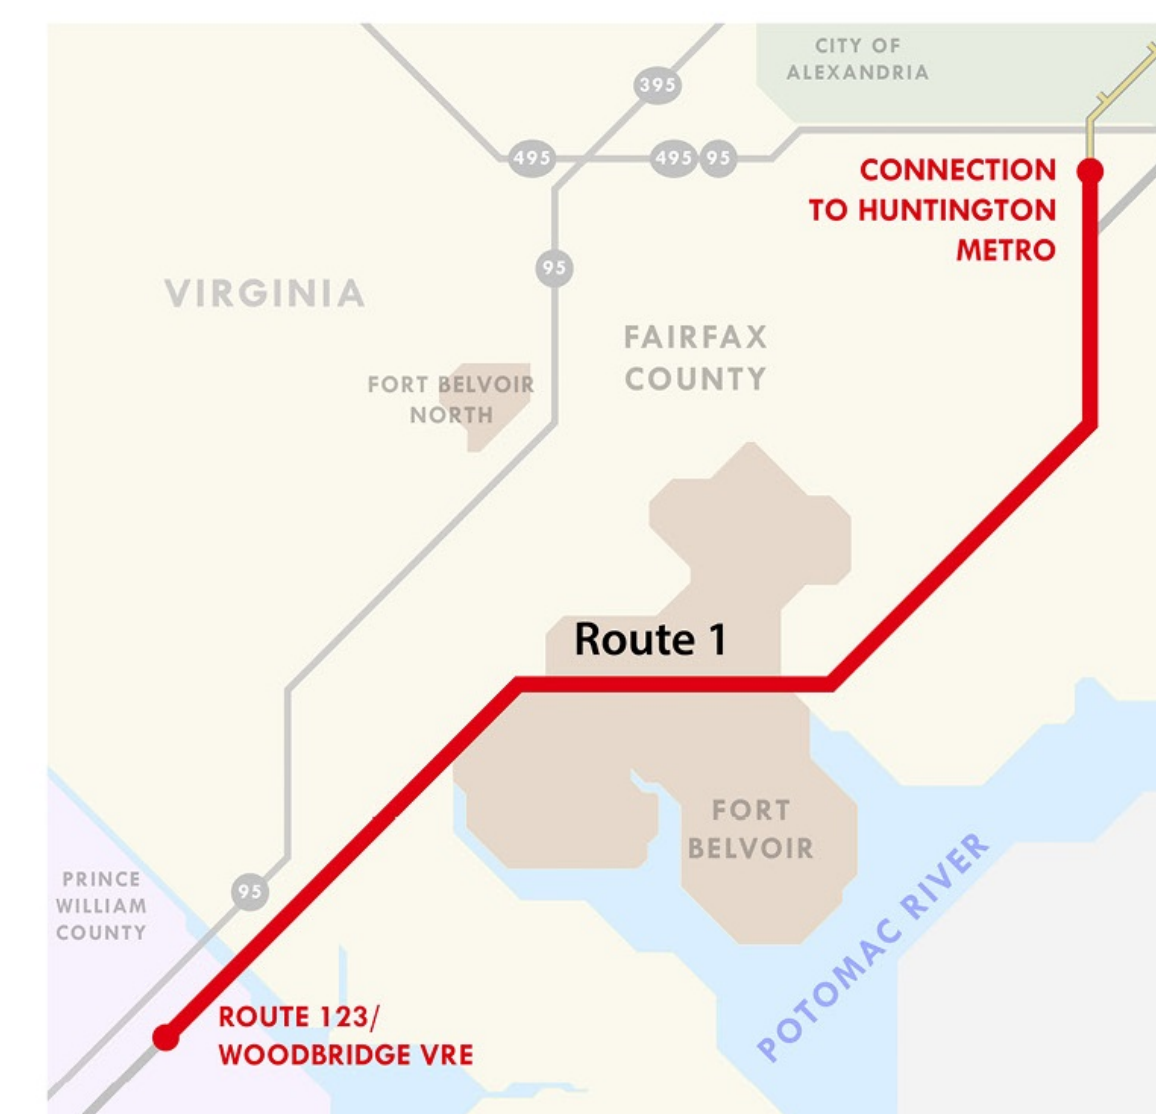 CITY OF
ALEXANDRIA
395
495
495
95
CONNECTION
TO HUNTINGTON
METRO
95
VIRGINIA
FAIRFAX
COUNTY
FORT BELVOIR
NORTH
Route 1
FORT
BELVOIR
POTOMAC RIVER
PRINCE
WILLIAM
COUNTY
95
ROUTE 123/
WOODBRIDGE VRE